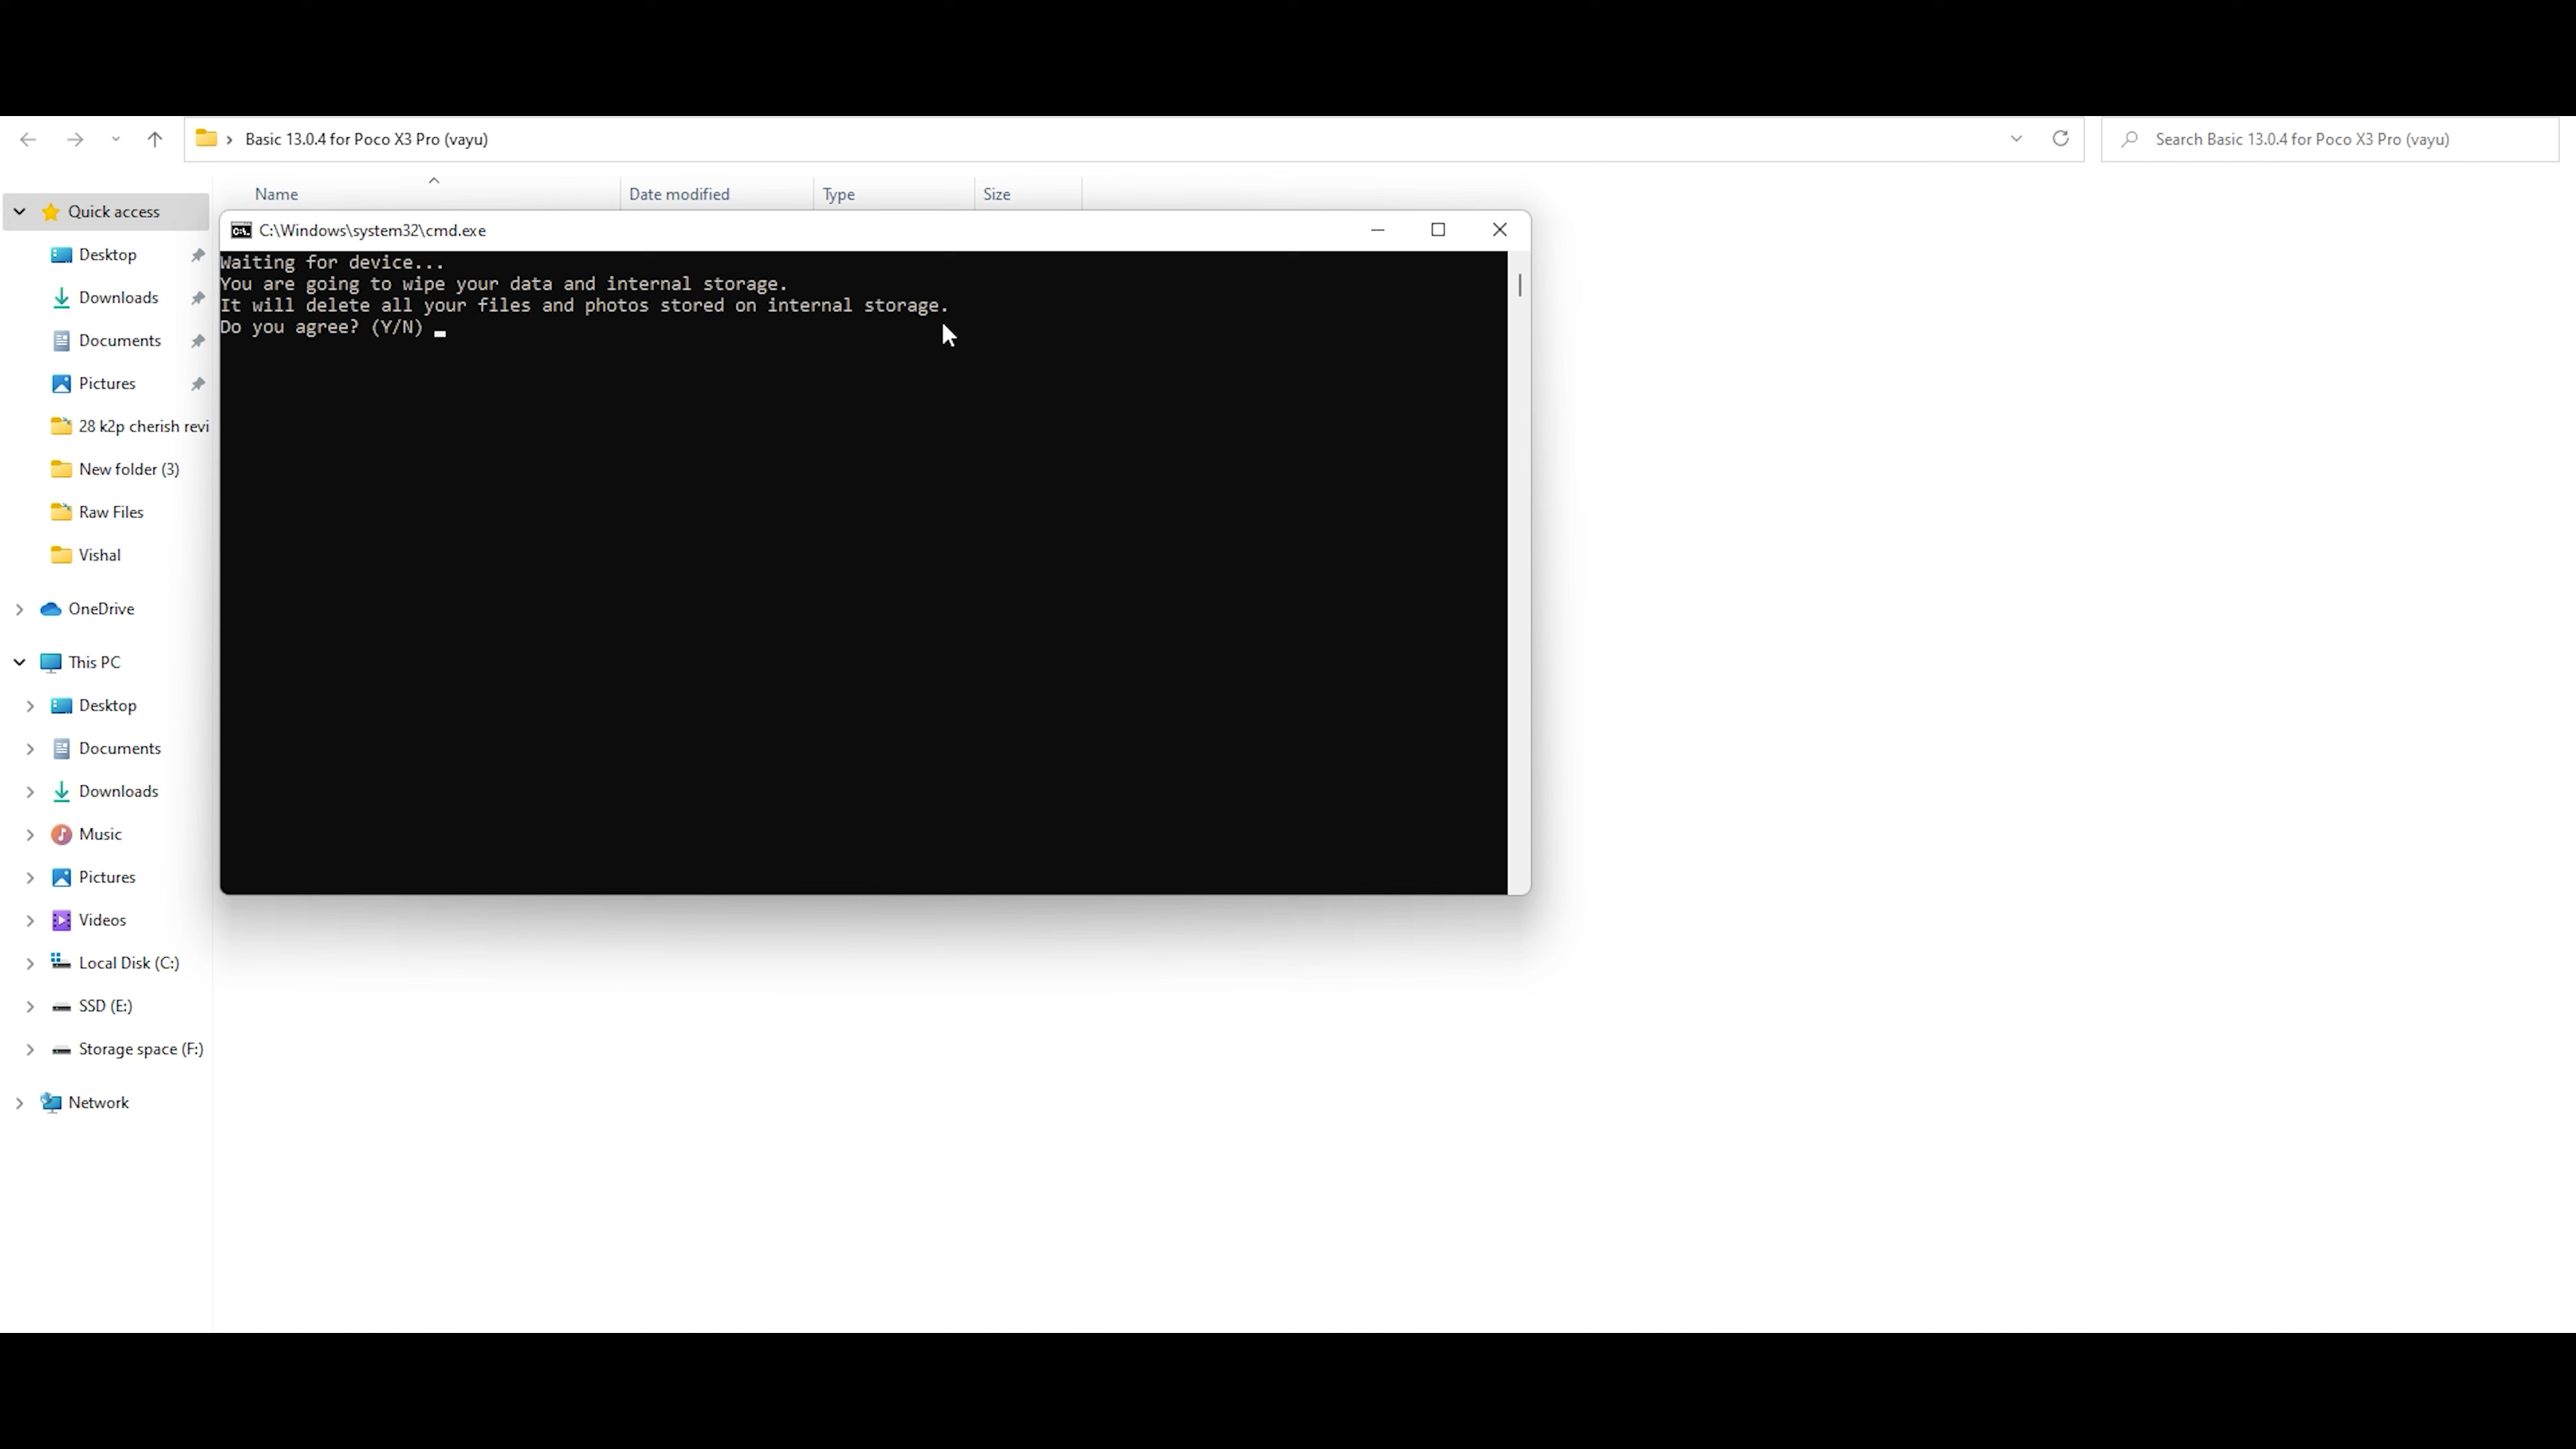 Basic 13.0.4 for Poco X3 Pro (vayu)
Search Basic 13.0.4 for Poco X3 Pro (vayu)
Name
Date modified
Type
Size
Quick access
Desktop
Downloads
Documents
Pictures
28 k2p cherish revi
New folder (3)
Raw Files
Vishal
OneDrive
This PC
Desktop
Documents
Downloads
Music
Pictures
Videos
Local Disk (C:)
SSD (E:)
Storage space (F:)
Network
C:\Windows\system32\cmd.exe
Waiting for device...
You are going to wipe your data and internal storage.
It will delete all your files and photos stored on internal storage.
Do you agree? (Y/N)